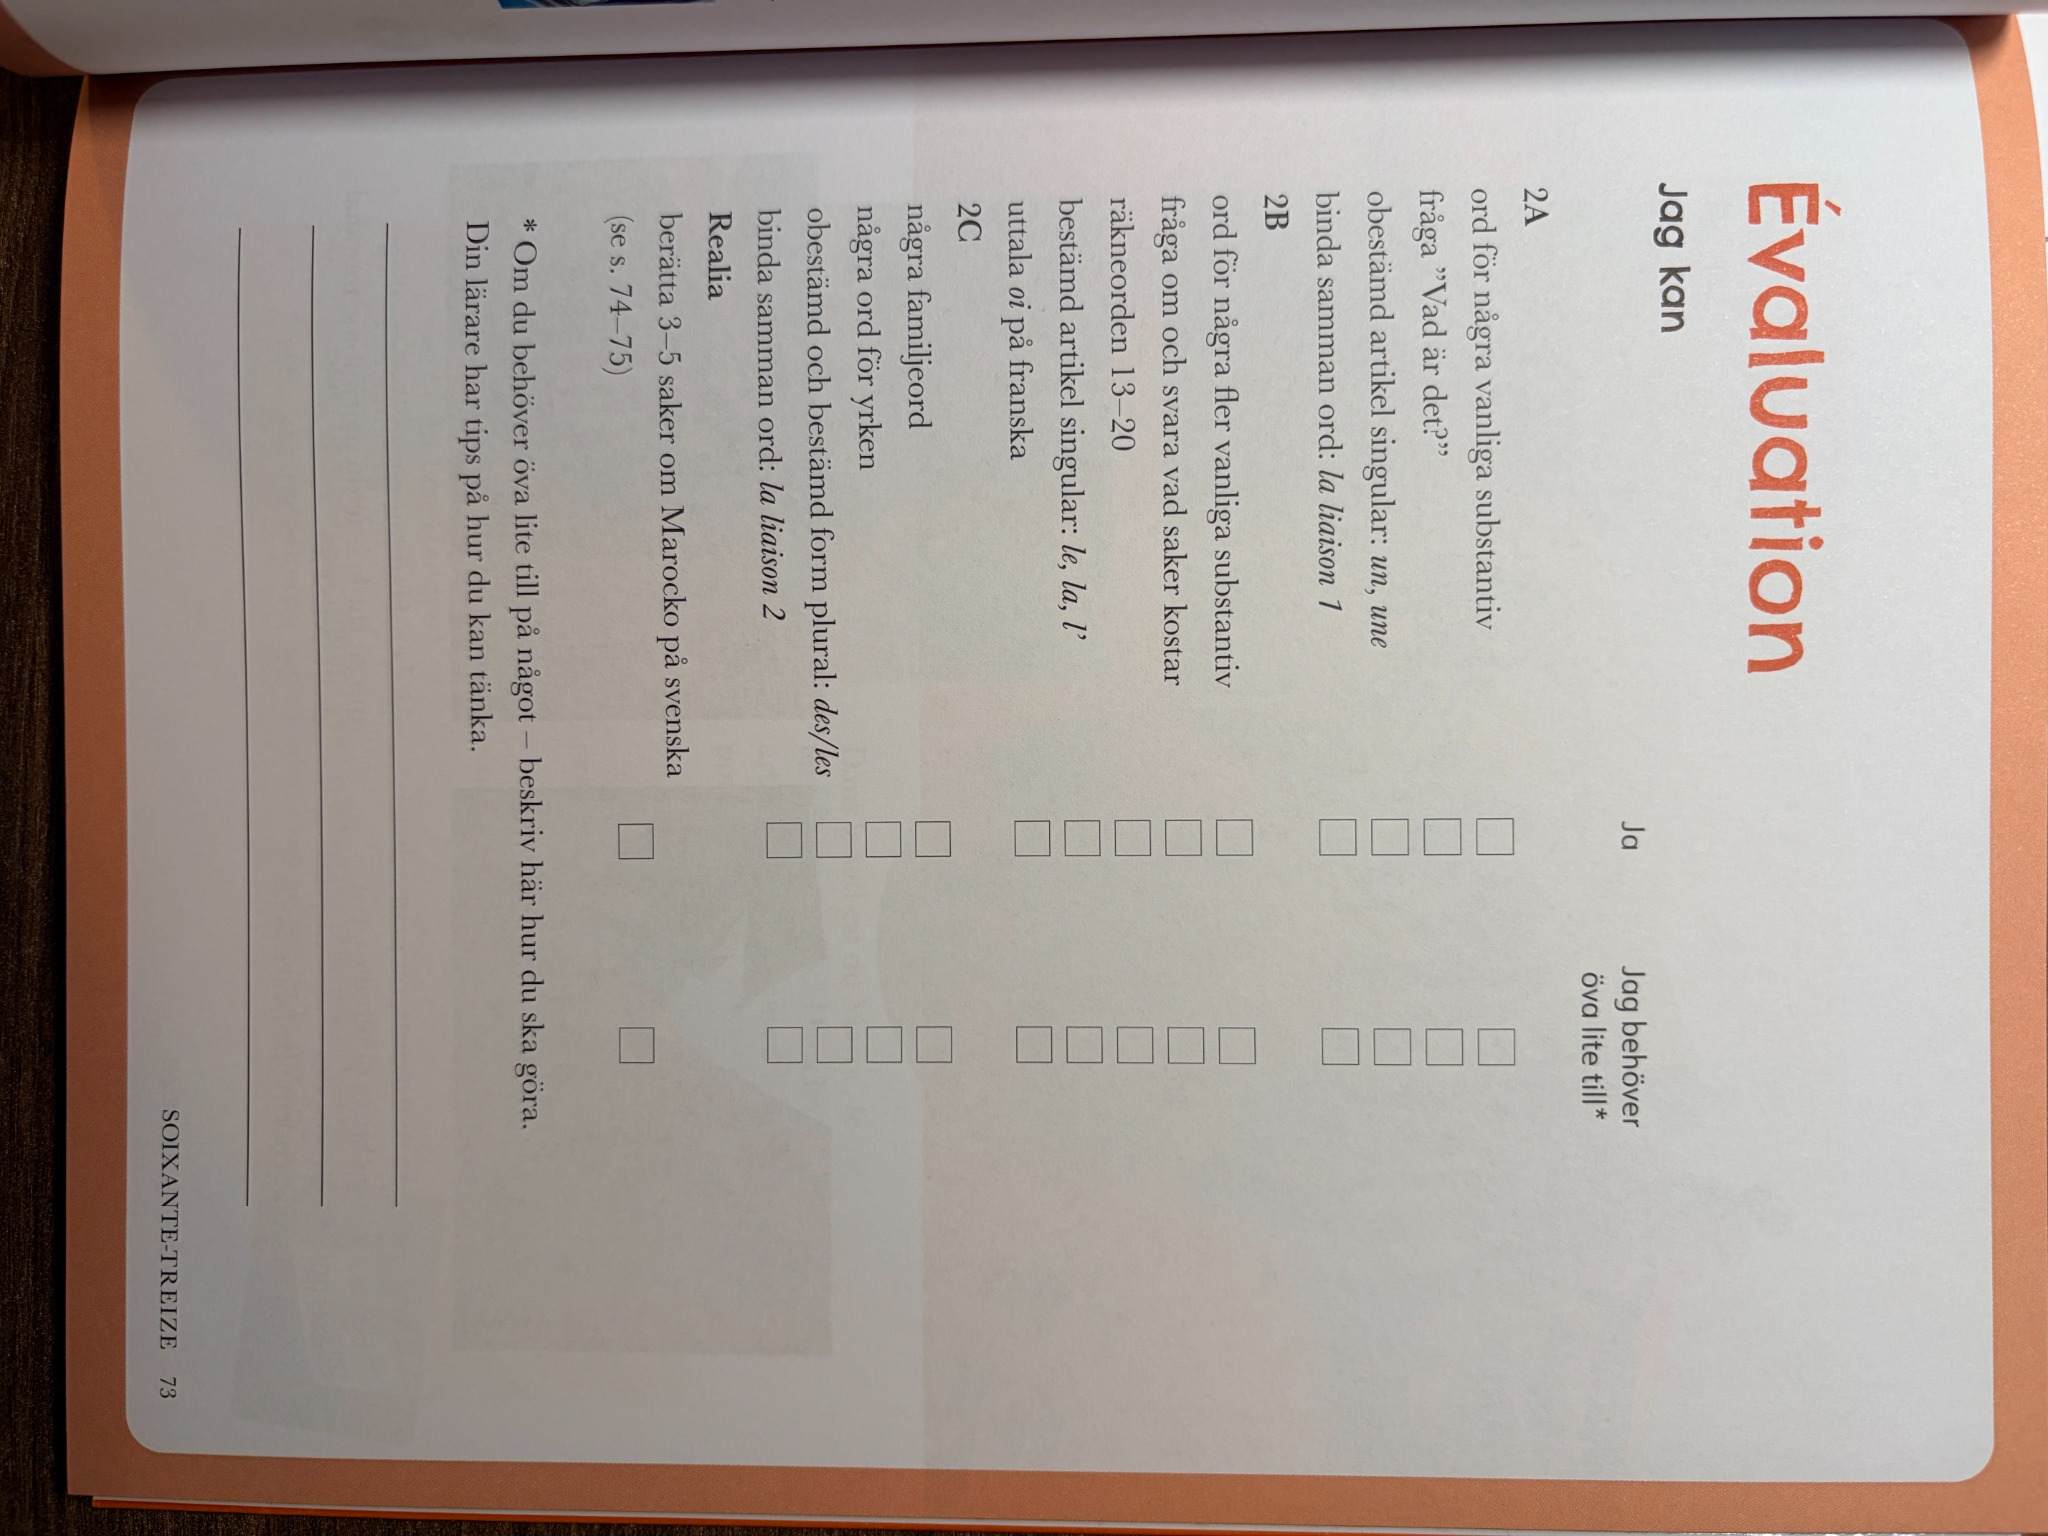 Évaluation
Jag kan
Ja
Jag behöver
öva lite till*
2A
ord för några vanliga substantiv
fråga ”Vad är det?”
obestämd artikel singular: un, une
binda samman ord: la liaison 1
2B
ord för några fler vanliga substantiv
fråga om och svara vad saker kostar
räkneorden 13–20
bestämd artikel singular: le, la, l’
uttala oi på franska
2C
några familjeord
några ord för yrken
obestämd och bestämd form plural: des/les
binda samman ord: la liaison 2
Realia
berätta 3–5 saker om Marocko på svenska
(se s. 74–75)
* Om du behöver öva lite till på något – beskriv här hur du ska göra.
Din lärare har tips på hur du kan tänka.
SOIXANTE-TREIZE 73